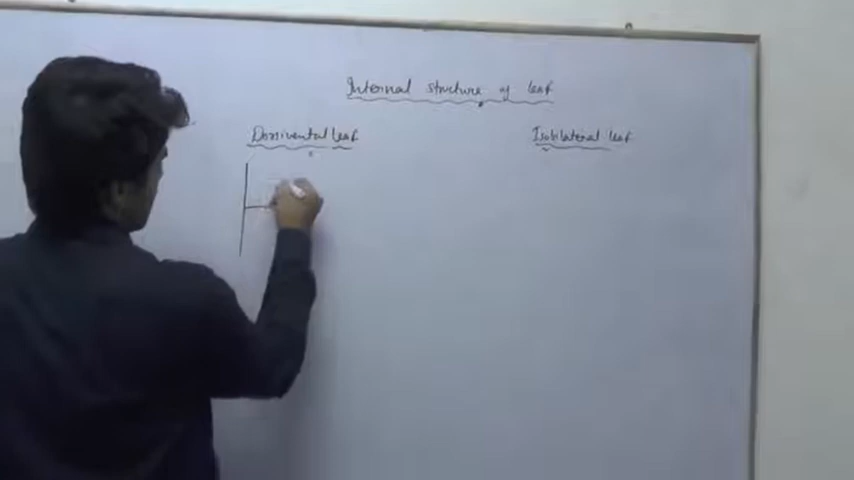 Internal structure of leaf
Dorsiventral Leaf
Isobilateral leaf